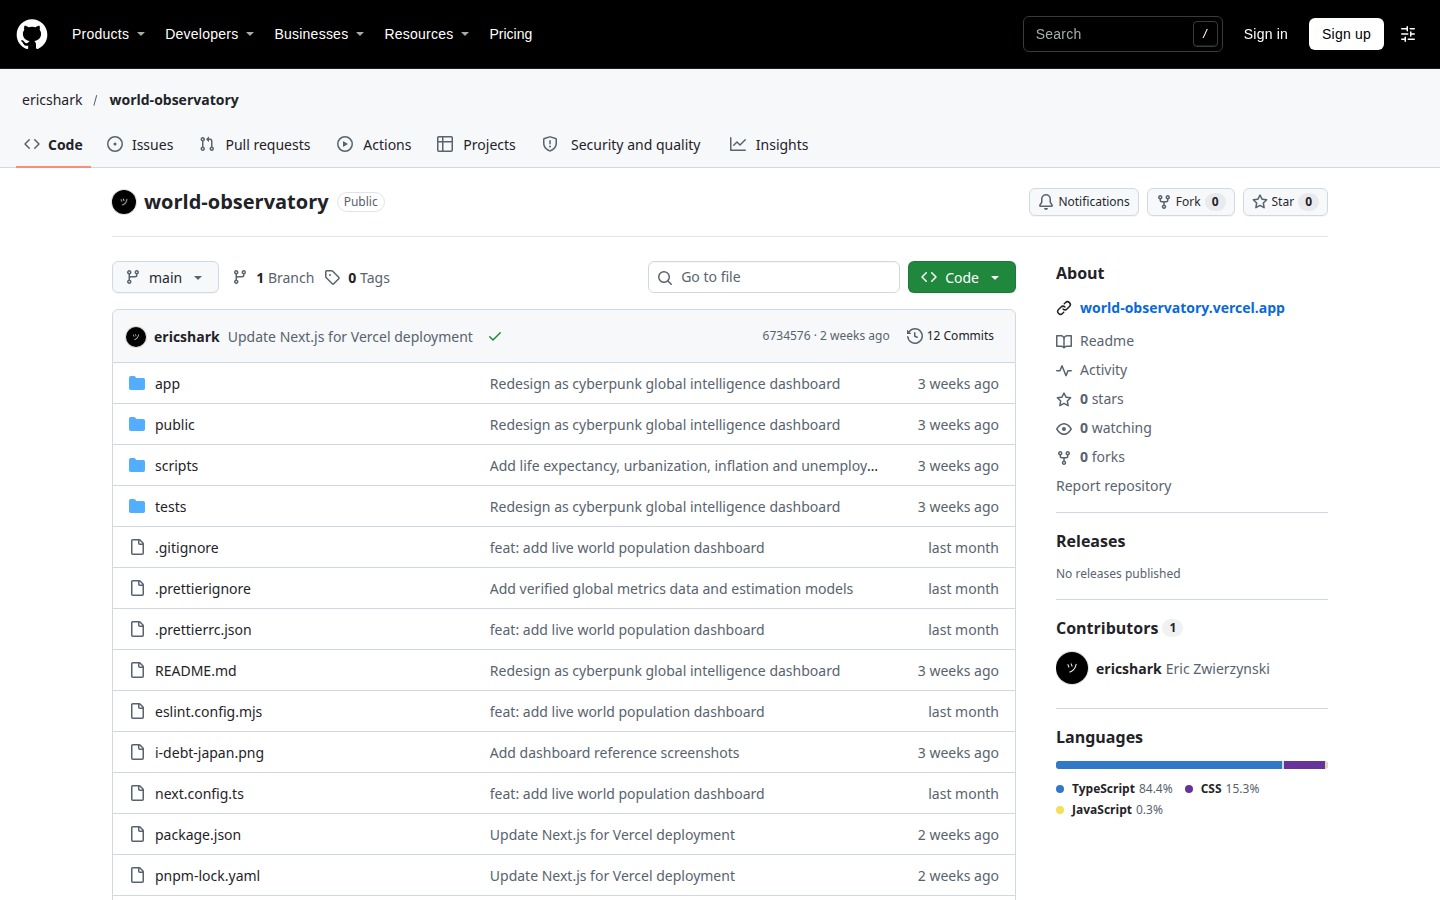 Products Developers Businesses Resources Pricing Search / Sign in Sign up
ericshark / world-observatory
Code Issues Pull requests Actions Projects Security and quality Insights
ツ world-observatory Public Notifications Fork 0 Star 0
main 1 Branch 0 Tags Go to file Code
ツ ericshark Update Next.js for Vercel deployment 6734576 · 2 weeks ago 12 Commits
app Redesign as cyberpunk global intelligence dashboard 3 weeks ago
public Redesign as cyberpunk global intelligence dashboard 3 weeks ago
scripts Add life expectancy, urbanization, inflation and unemploy... 3 weeks ago
tests Redesign as cyberpunk global intelligence dashboard 3 weeks ago
.gitignore feat: add live world population dashboard last month
.prettierignore Add verified global metrics data and estimation models last month
.prettierrc.json feat: add live world population dashboard last month
README.md Redesign as cyberpunk global intelligence dashboard 3 weeks ago
eslint.config.mjs feat: add live world population dashboard last month
i-debt-japan.png Add dashboard reference screenshots 3 weeks ago
next.config.ts feat: add live world population dashboard last month
package.json Update Next.js for Vercel deployment 2 weeks ago
pnpm-lock.yaml Update Next.js for Vercel deployment 2 weeks ago
About
world-observatory.vercel.app
Readme
Activity
0 stars
0 watching
0 forks
Report repository
Releases
No releases published
Contributors 1
ツ ericshark Eric Zwierzynski
Languages
TypeScript 84.4% CSS 15.3%
JavaScript 0.3%